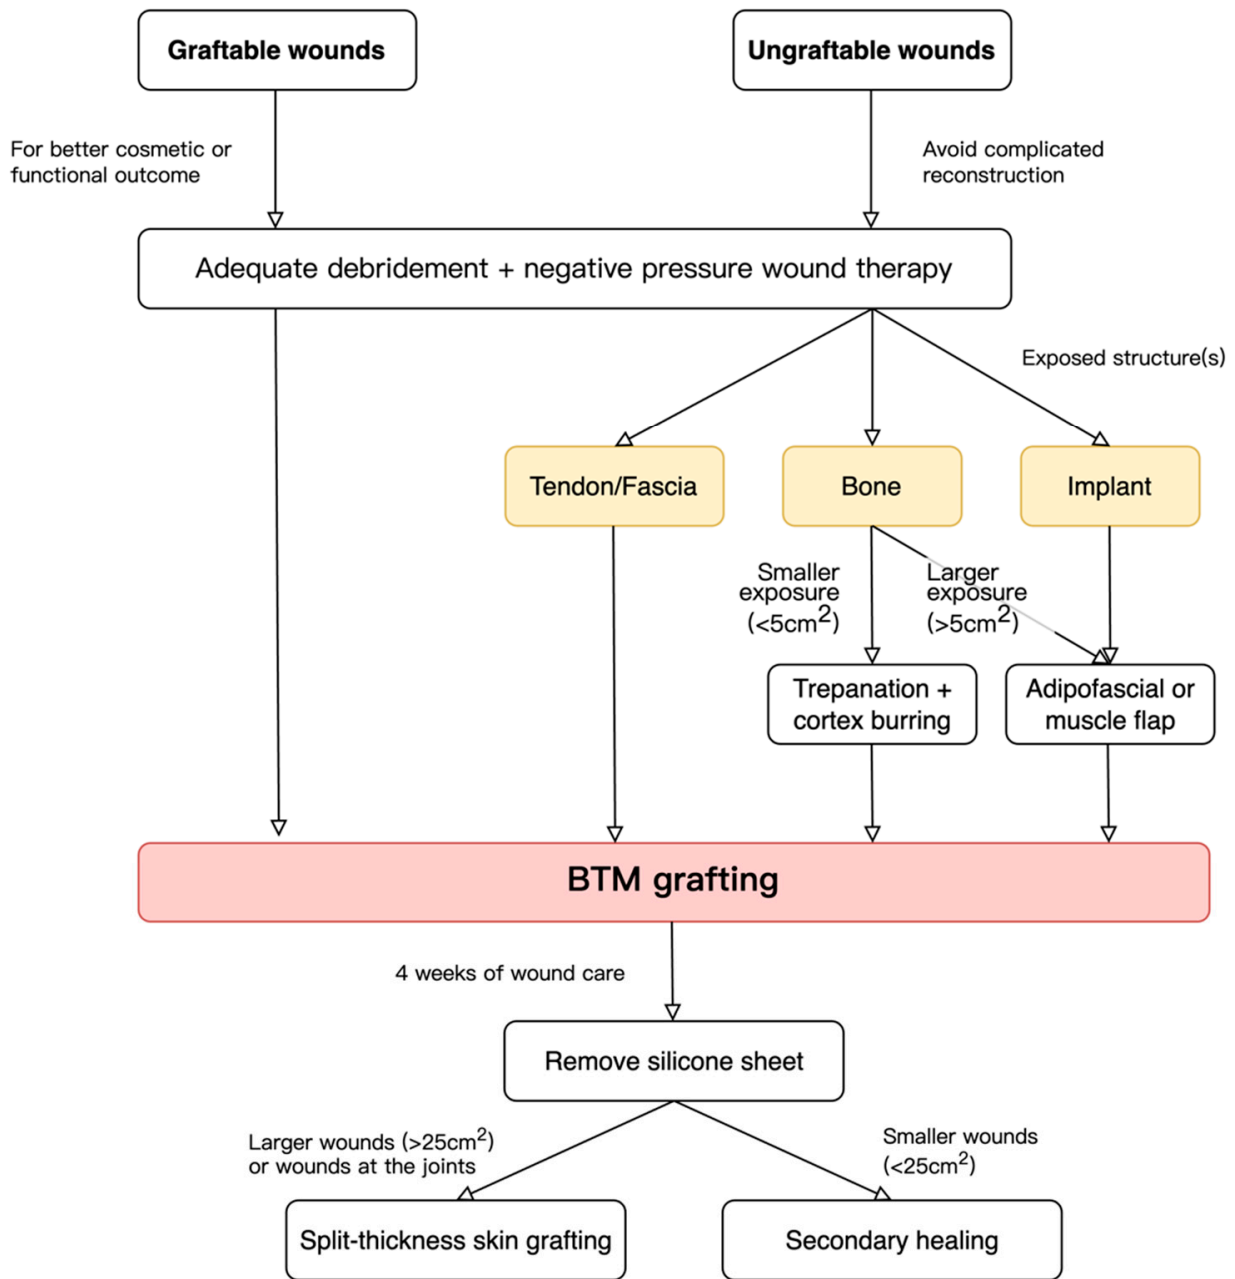 Graftable wounds
Ungraftable wounds
For better cosmetic or
functional outcome
Avoid complicated
reconstruction
Adequate debridement + negative pressure wound therapy
Exposed structure(s)
Tendon/Fascia
Bone
Implant
Smaller
exposure
(<5cm²)
Larger
exposure
(>5cm²)
Trepanation +
cortex burring
Adipofascial or
muscle flap
BTM grafting
4 weeks of wound care
Remove silicone sheet
Larger wounds (>25cm²)
or wounds at the joints
Smaller wounds
(<25cm²)
Split-thickness skin grafting
Secondary healing